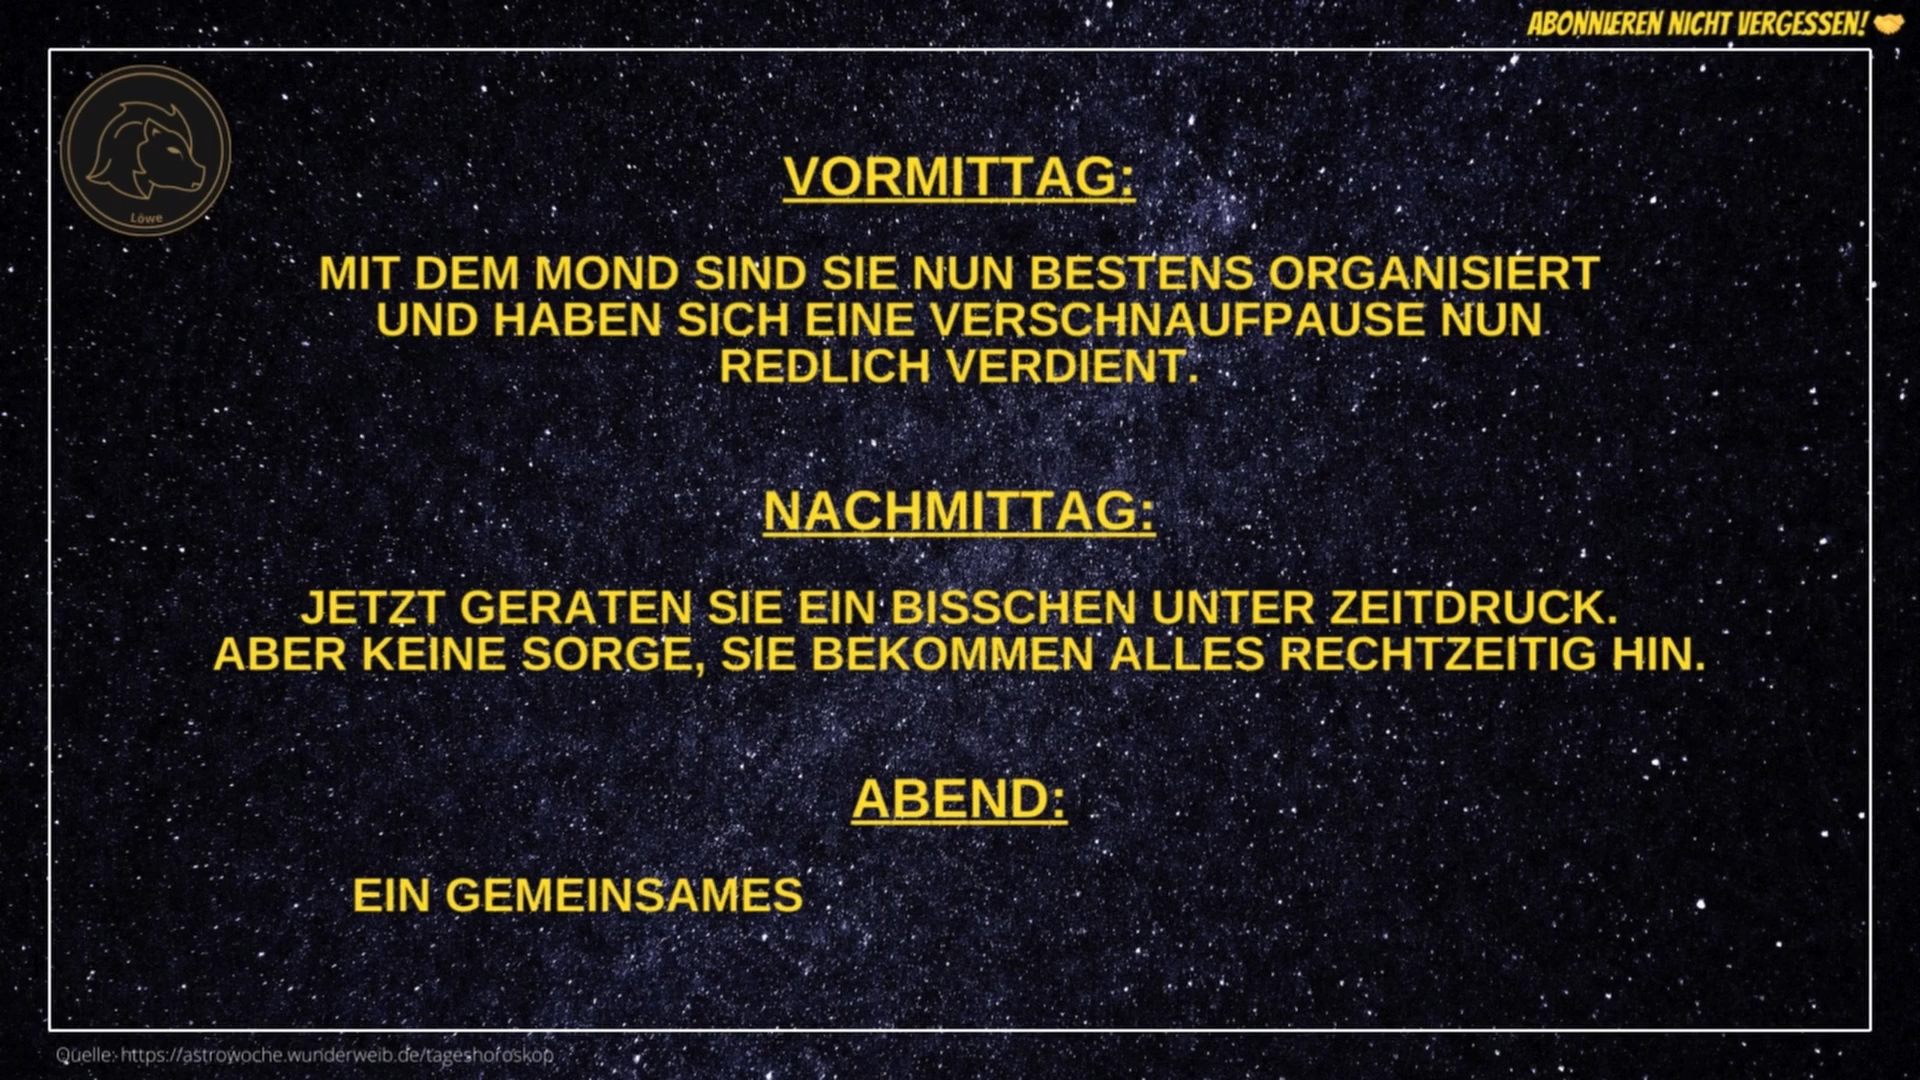 ABONNIEREN NICHT VERGESSEN!
Löwe
VORMITTAG:
MIT DEM MOND SIND SIE NUN BESTENS ORGANISIERT
UND HABEN SICH EINE VERSCHNAUFPAUSE NUN
REDLICH VERDIENT.
NACHMITTAG:
JETZT GERATEN SIE EIN BISSCHEN UNTER ZEITDRUCK.
ABER KEINE SORGE, SIE BEKOMMEN ALLES RECHTZEITIG HIN.
ABEND:
EIN GEMEINSAMES
Quelle: https://astrowoche.wunderweib.de/tageshoroskop